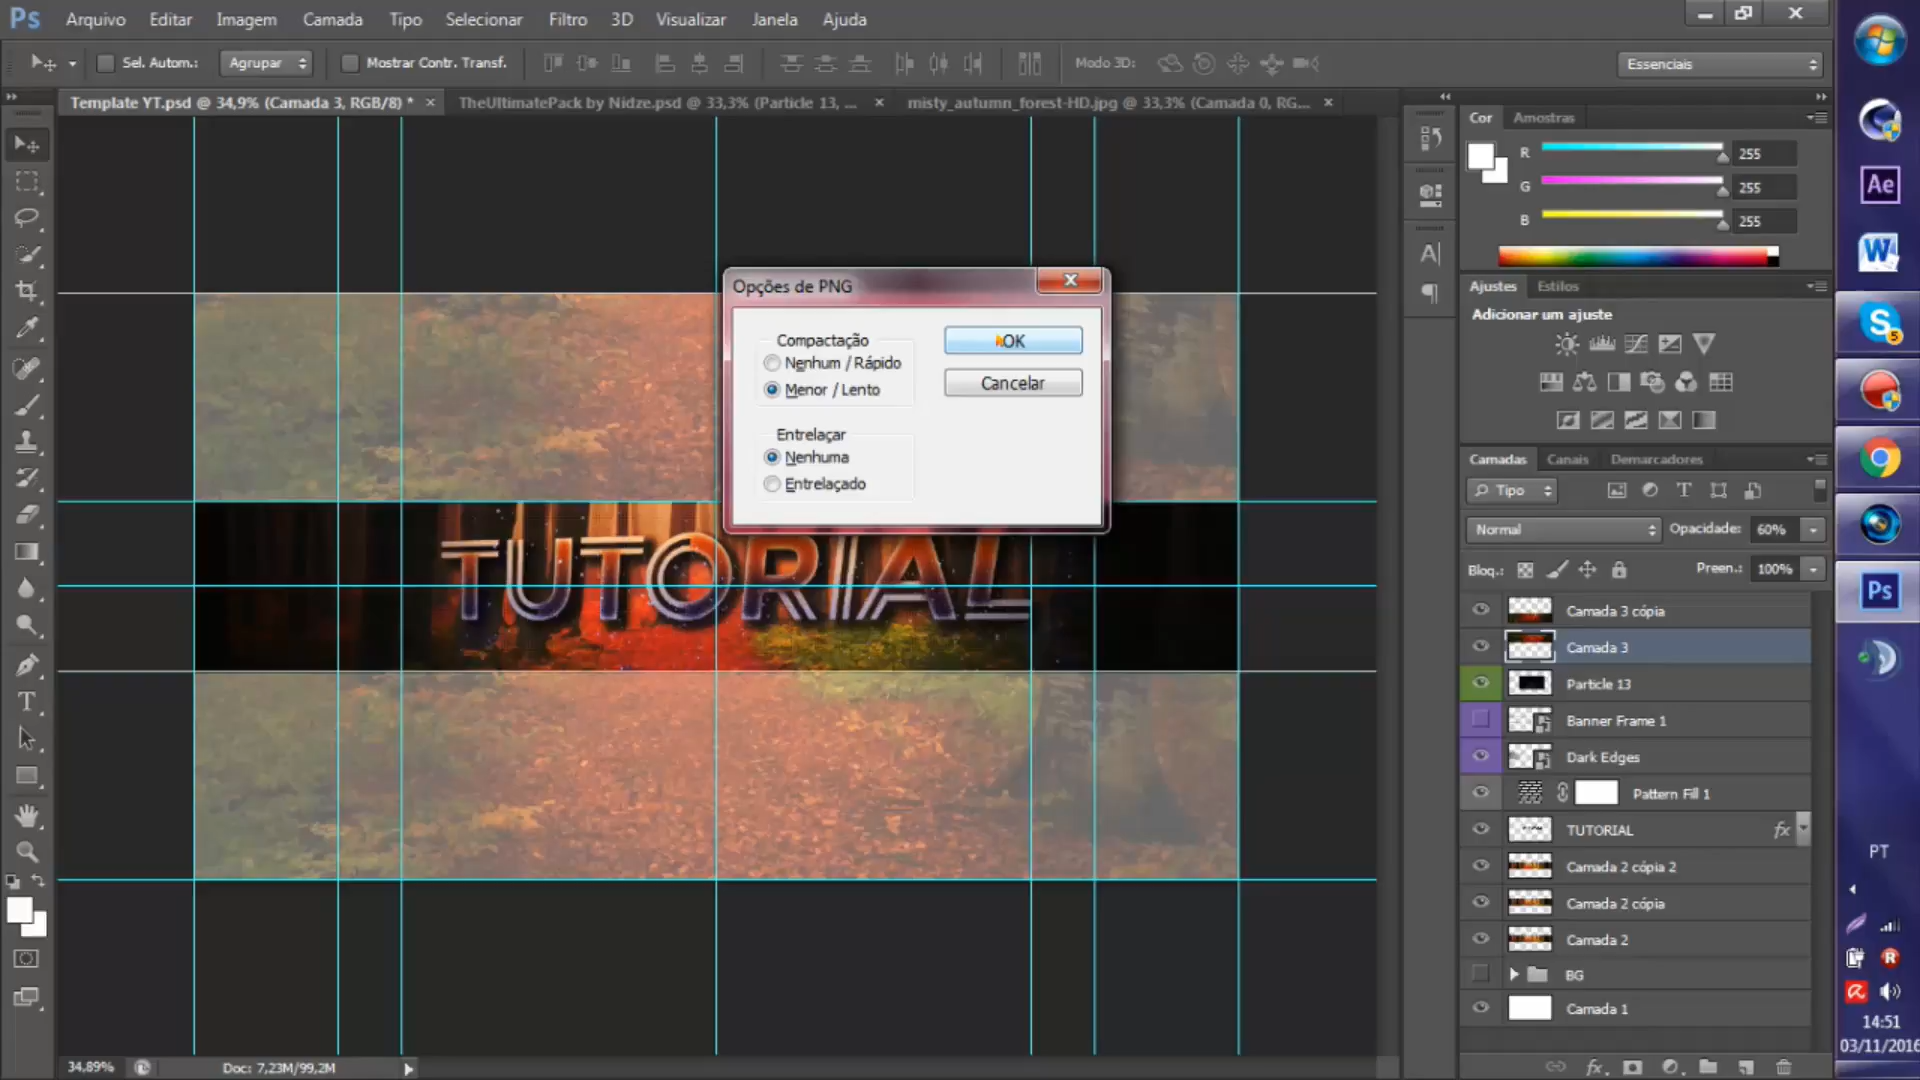 Ps Arquivo Editar Imagem Camada Tipo Selecionar Filtro 3D Visualizar Janela Ajuda
Sel. Autom.: Agrupar Mostrar Contr. Transf. Modo 3D: Essenciais
Template YT.psd @ 34,9% (Camada 3, RGB/8) * × TheUltimatePack by Nidze.psd @ 33,3% (Particle 13, ... × misty_autumn_forest-HD.jpg @ 33,3% (Camada 0, RG... ×
Cor Amostras
R 255
G 255
B 255
Ajustes Estilos
Adicionar um ajuste
Opções de PNG
Compactação
Nenhum / Rápido
Menor / Lento
Entrelaçar
Nenhuma
Entrelaçado
OK
Cancelar
TUTORIAL
Camadas Canais Demarcadores
Tipo
Normal Opacidade: 60%
Bloq.: Preen.: 100%
Camada 3 cópia
Camada 3
Particle 13
Banner Frame 1
Dark Edges
Pattern Fill 1
TUTORIAL fx
Camada 2 cópia 2
Camada 2 cópia
Camada 2
BG
Camada 1
fx
34,89% Doc: 7,23M/99,2M
Ae
W
S 5
Ps
PT
R
14:51
03/11/2016